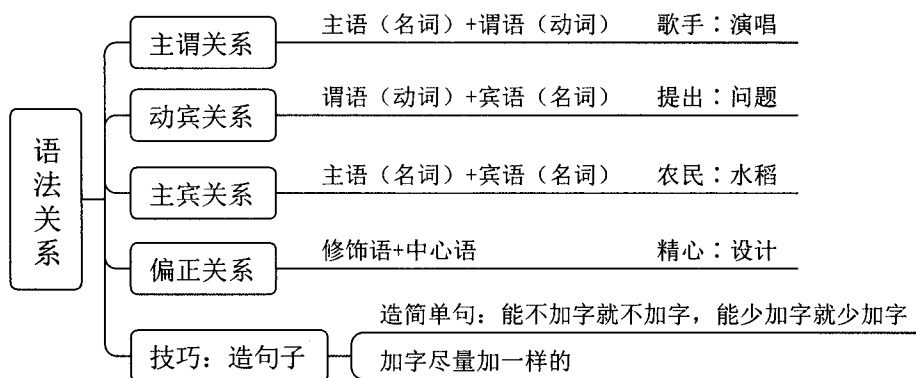 语法关系
主谓关系
主语（名词）+谓语（动词）
歌手：演唱
动宾关系
谓语（动词）+宾语（名词）
提出：问题
主宾关系
主语（名词）+宾语（名词）
农民：水稻
偏正关系
修饰语+中心语
精心：设计
技巧：造句子
造简单句：能不加字就不加字，能少加字就少加字
加字尽量加一样的